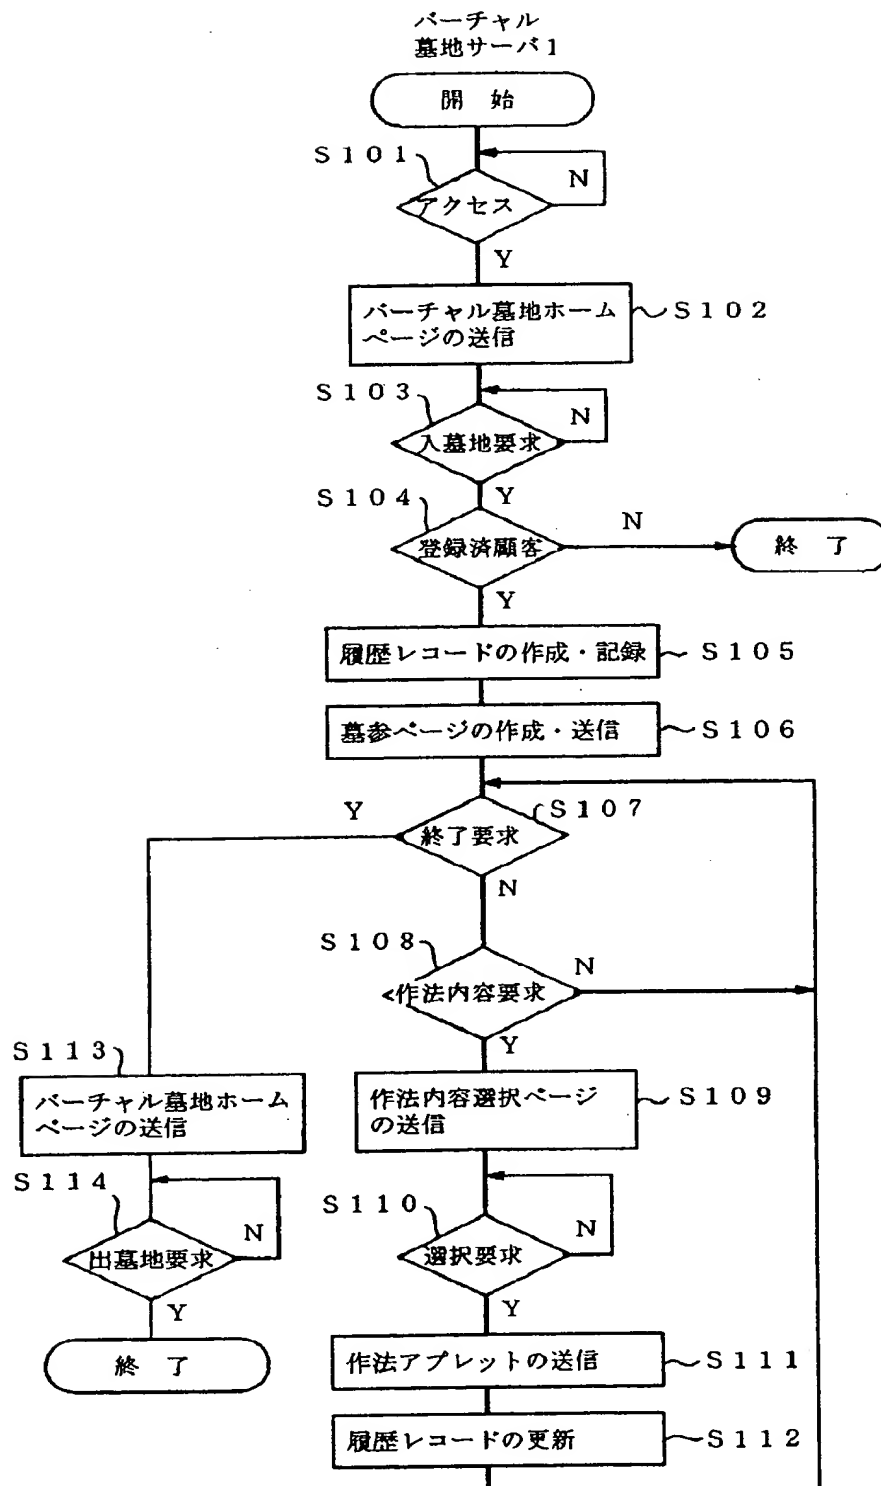 バーチャル
墓地サーバ1
開 始
S101
N
アクセス
Y
バーチャル墓地ホーム
ページの送信
S102
S103
N
入墓地要求
Y
S104
登録済顧客
N
終 了
Y
履歴レコードの作成・記録
S105
墓参ページの作成・送信
S106
S107
Y
終了要求
N
S108
作法内容要求
N
Y
S113
バーチャル墓地ホーム
ページの送信
作法内容選択ページ
の送信
S109
S114
N
出墓地要求
Y
終 了
S110
N
選択要求
Y
作法アプレットの送信
S111
履歴レコードの更新
S112